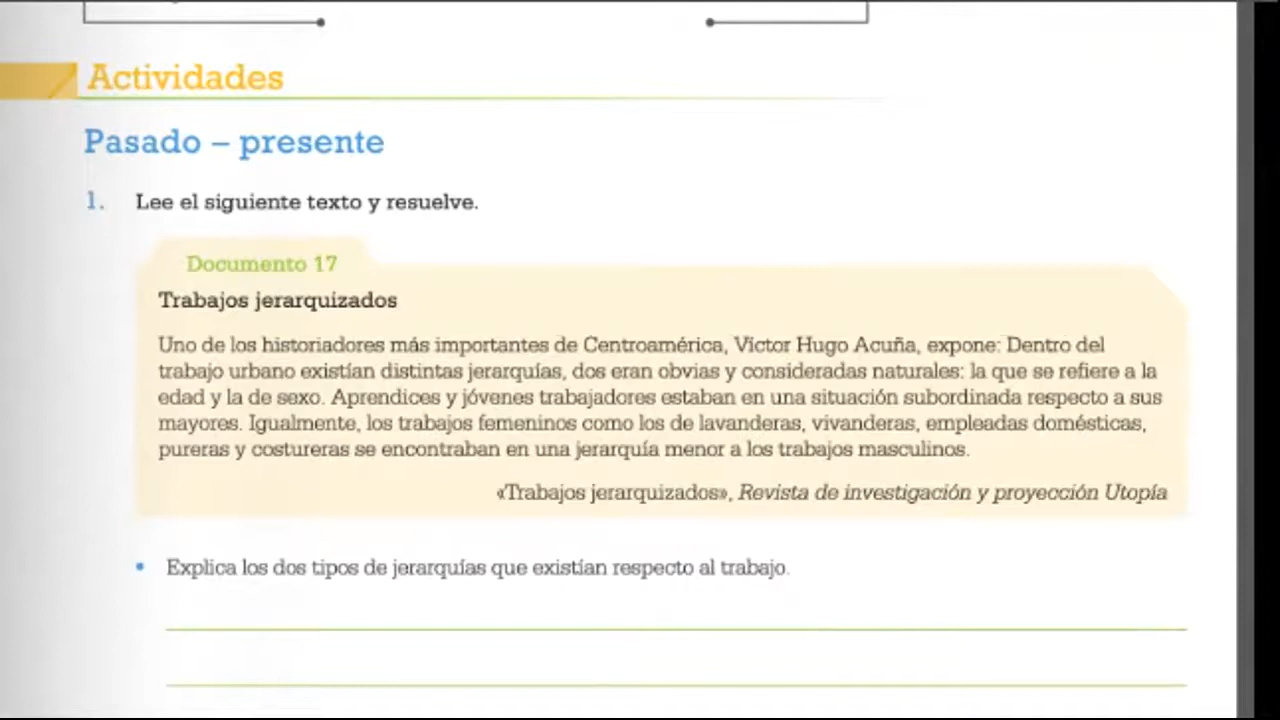 Actividades
Pasado – presente
1. Lee el siguiente texto y resuelve.
Documento 17
Trabajos jerarquizados
Uno de los historiadores más importantes de Centroamérica, Víctor Hugo Acuña, expone: Dentro del
trabajo urbano existían distintas jerarquías, dos eran obvias y consideradas naturales: la que se refiere a la
edad y la de sexo. Aprendices y jóvenes trabajadores estaban en una situación subordinada respecto a sus
mayores. Igualmente, los trabajos femeninos como los de lavanderas, vivanderas, empleadas domésticas,
pureras y costureras se encontraban en una jerarquía menor a los trabajos masculinos.
«Trabajos jerarquizados», Revista de investigación y proyección Utopía
• Explica los dos tipos de jerarquías que existían respecto al trabajo.